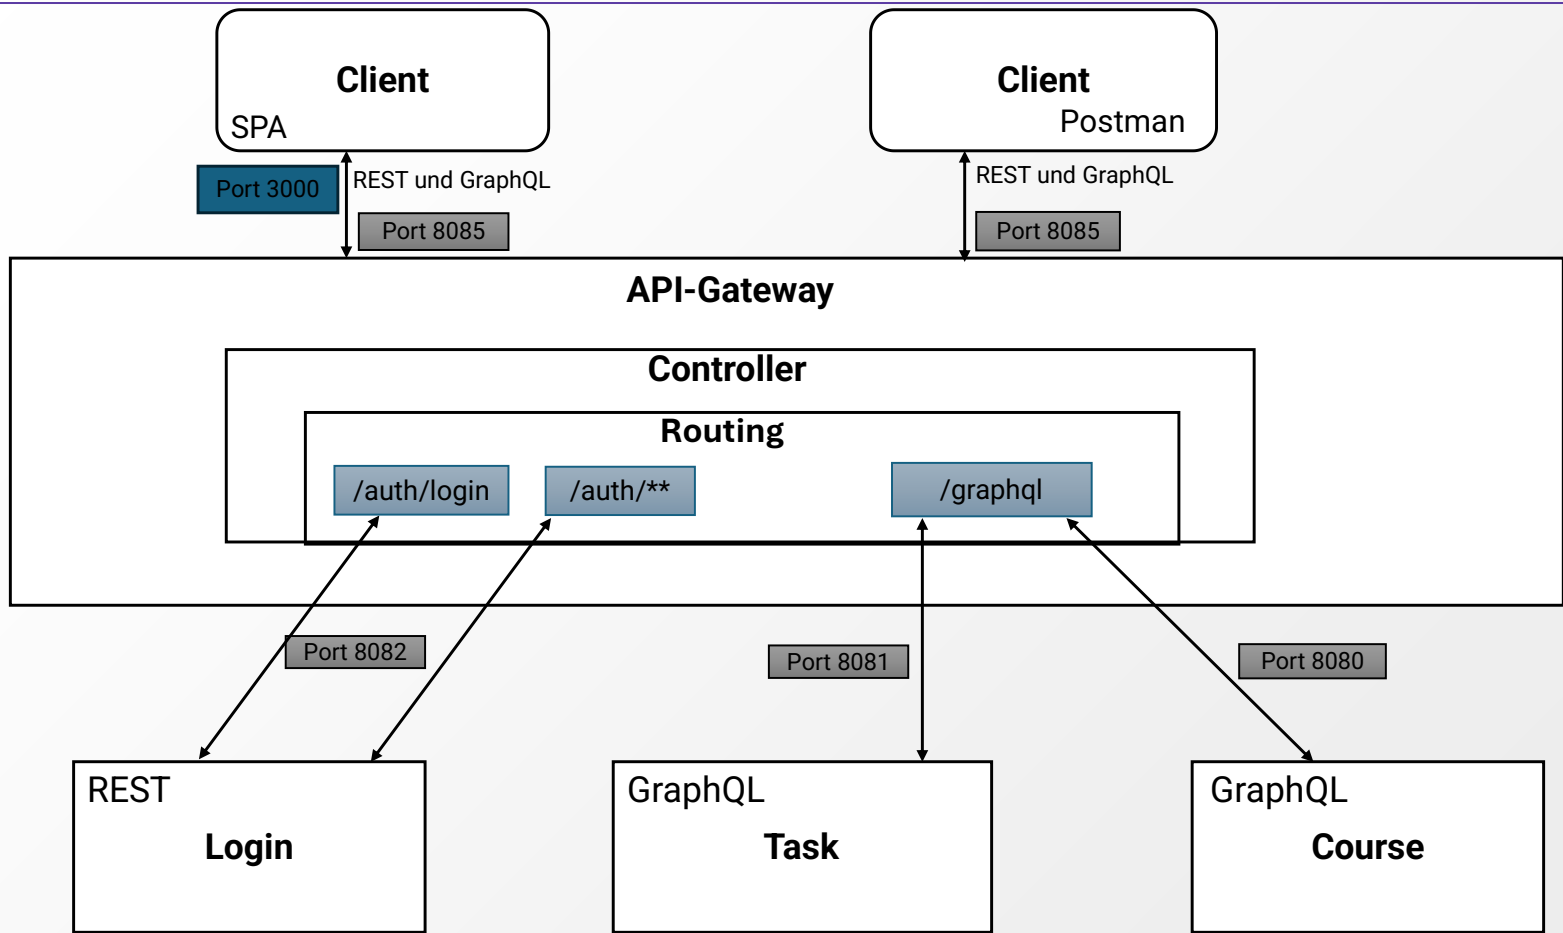 Client
SPA
Client
Postman
Port 3000
REST und GraphQL
Port 8085
REST und GraphQL
Port 8085
API-Gateway
Controller
Routing
/auth/login
/auth/**
/graphql
Port 8082
Port 8081
Port 8080
REST
Login
GraphQL
Task
GraphQL
Course